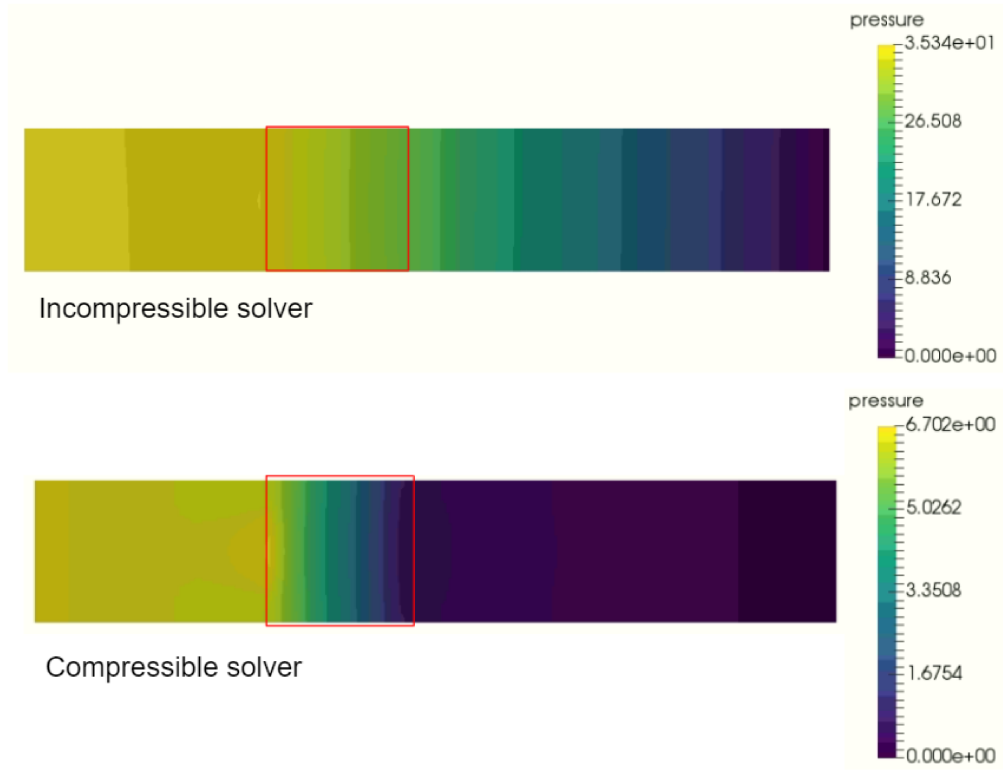 pressure
3.534e+01
26.508
17.672
8.836
0.000e+00
Incompressible solver
pressure
6.702e+00
5.0262
3.3508
1.6754
0.000e+00
Compressible solver